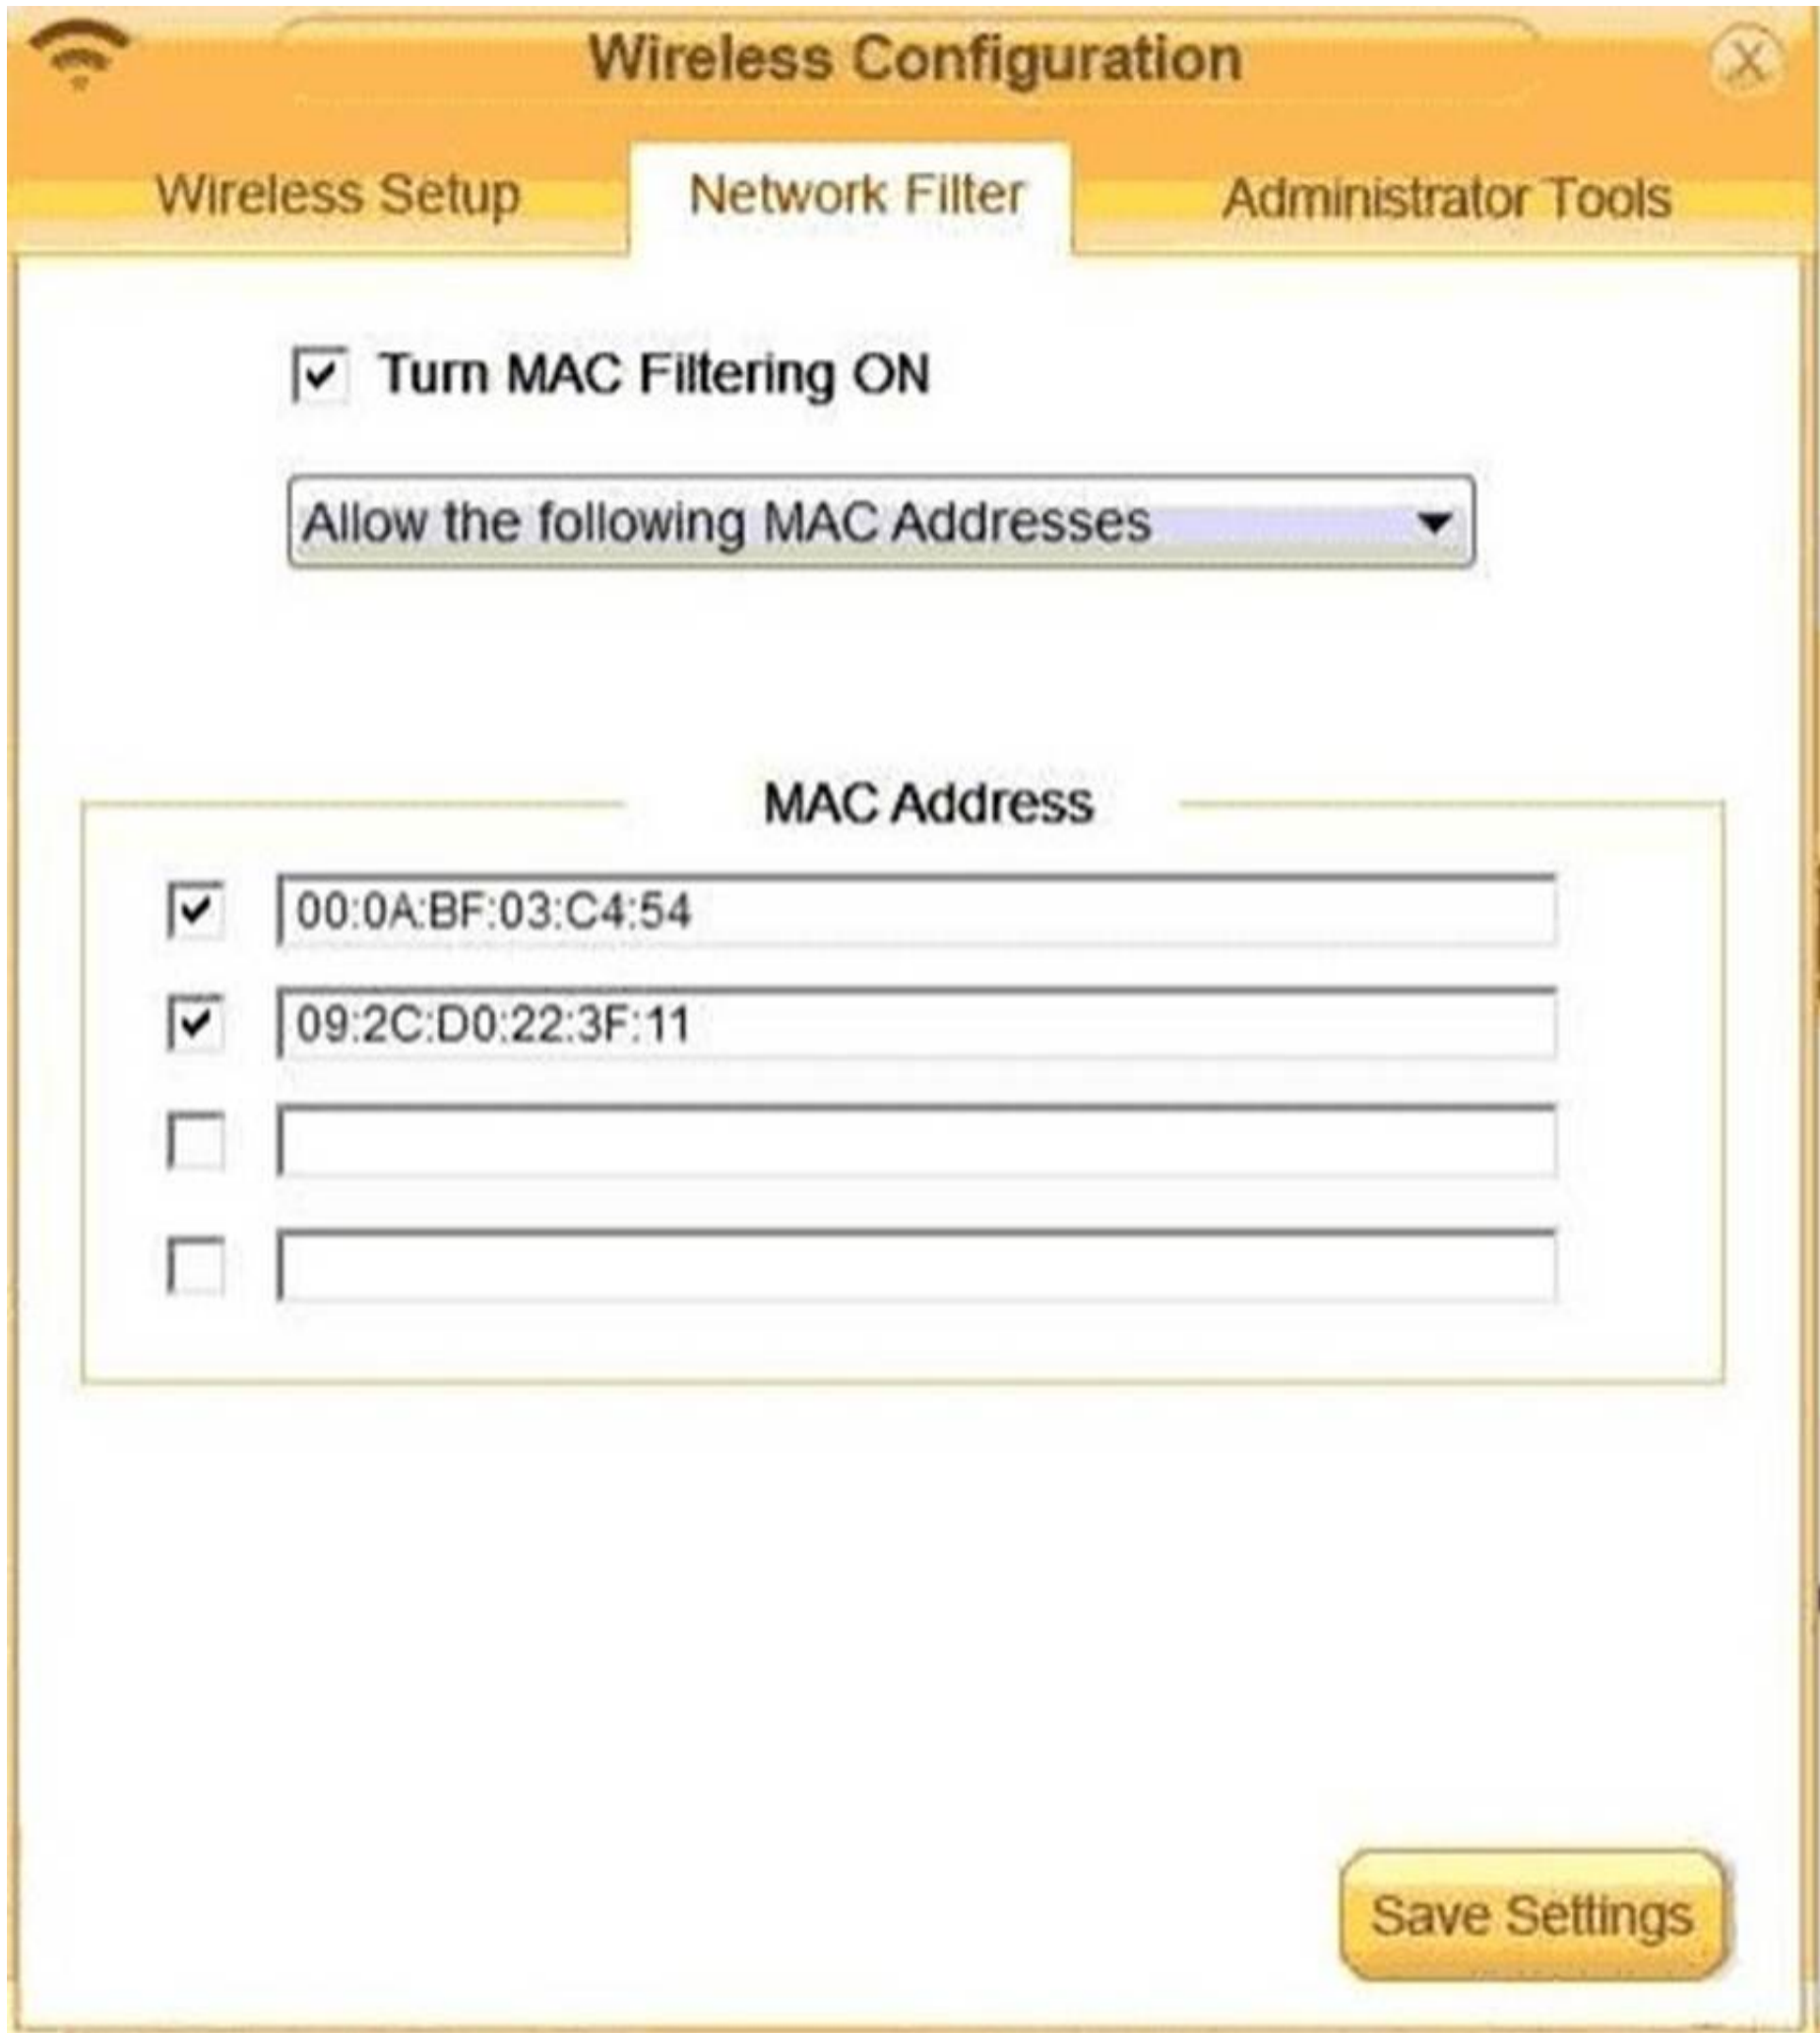 Wireless Configuration
Wireless Setup
Network Filter
Administrator Tools
Turn MAC Filtering ON
Allow the following MAC Addresses
MAC Address
00:0A:BF:03:C4:54
09:2C:D0:22:3F:11
Save Settings